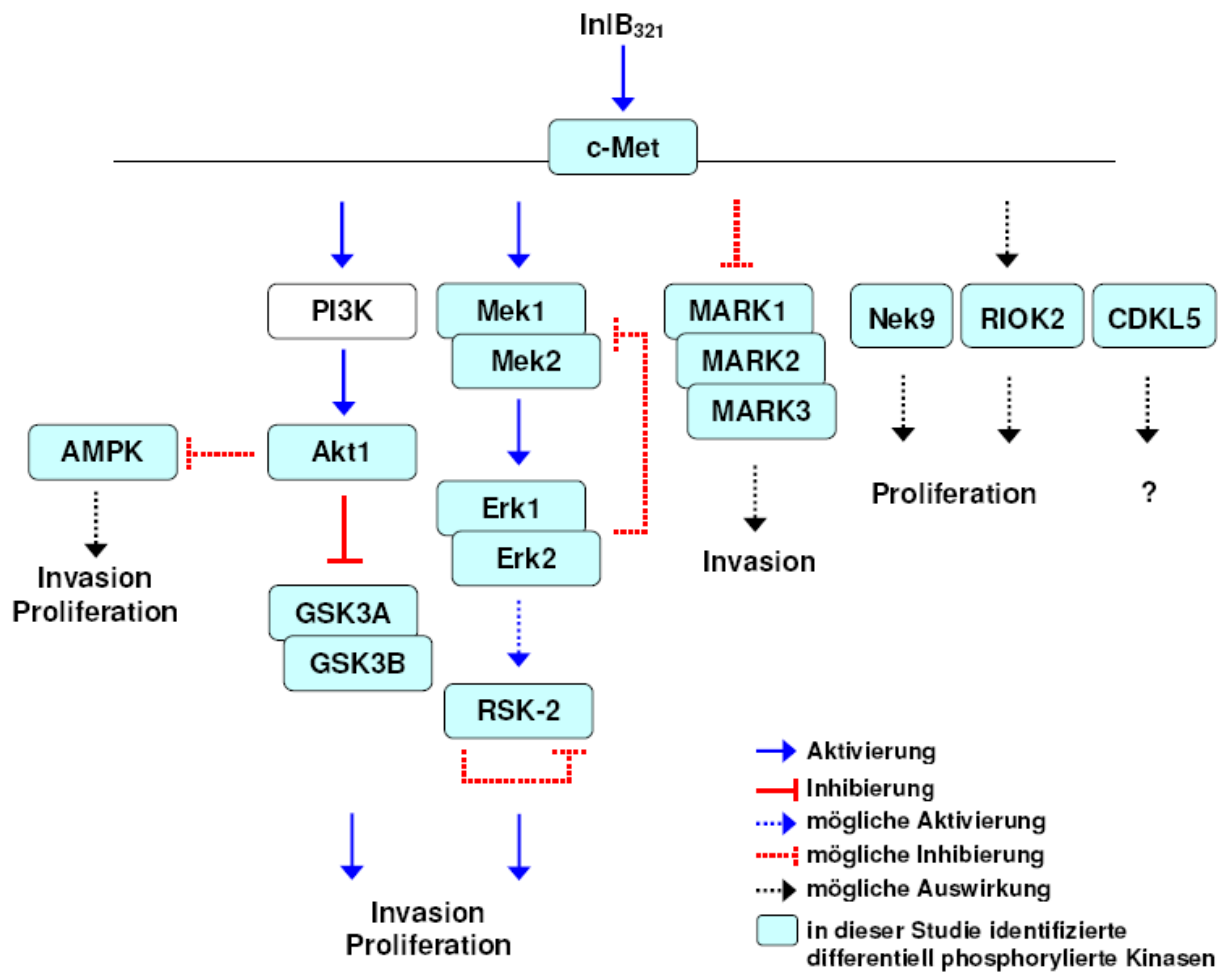 InlB321
c-Met
PI3K
Mek1
Mek2
MARK1
MARK2
MARK3
Nek9
RIOK2
CDKL5
AMPK
Akt1
Erk1
Erk2
Proliferation
?
Invasion
Invasion
Proliferation
GSK3A
GSK3B
RSK-2
Invasion
Proliferation
Aktivierung
Inhibierung
mögliche Aktivierung
mögliche Inhibierung
mögliche Auswirkung
in dieser Studie identifizierte
differentiell phosphorylierte Kinasen